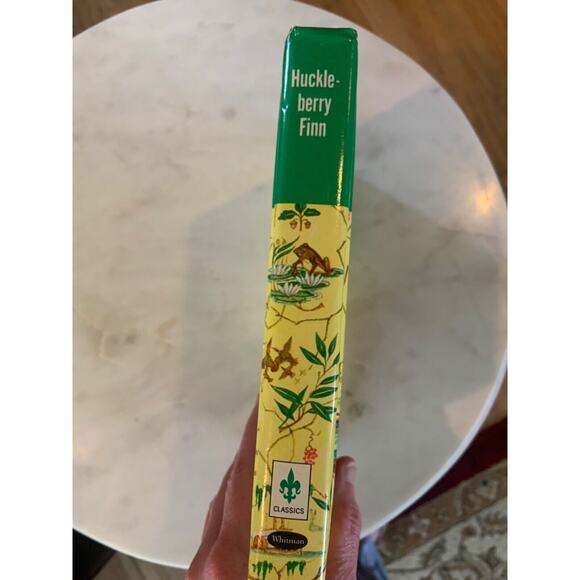 Huckle-
berry
Finn
CLASSICS
Whitman